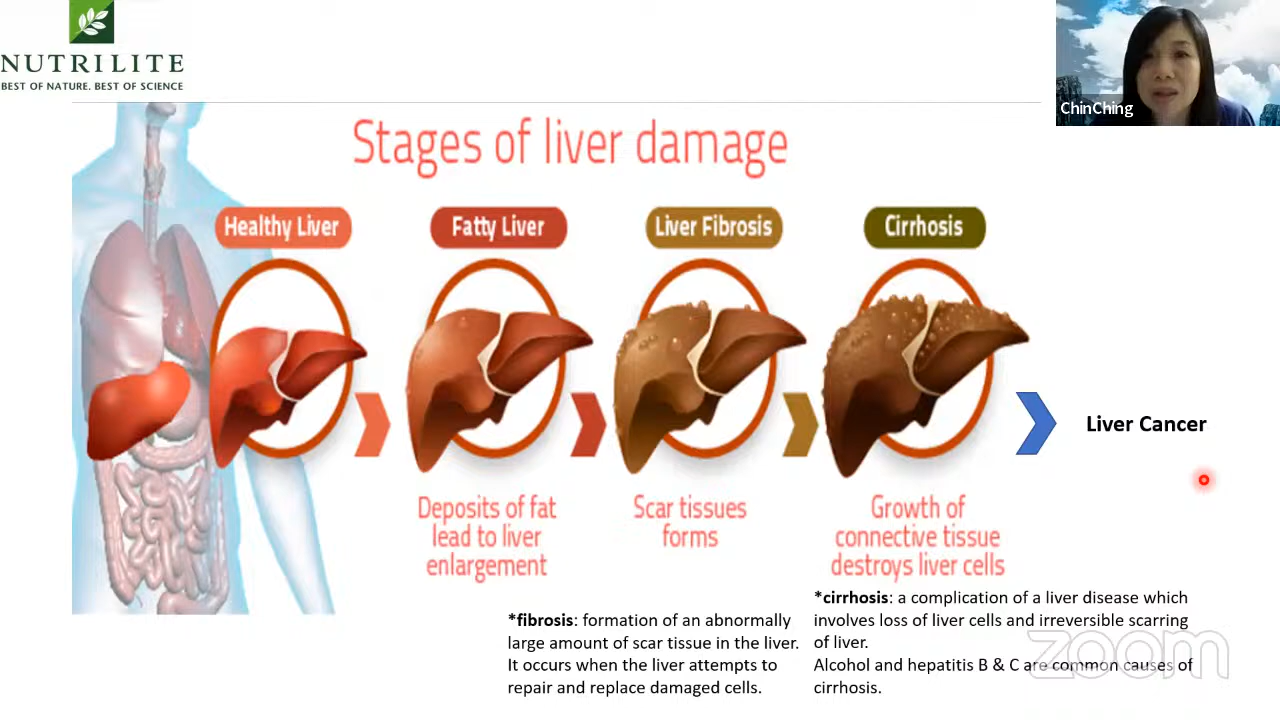 NUTRILITE
BEST OF NATURE. BEST OF SCIENCE
ChinChing
Stages of liver damage
Healthy Liver
Fatty Liver
Liver Fibrosis
Cirrhosis
Liver Cancer
Deposits of fat
lead to liver
enlargement
Scar tissues
forms
Growth of
connective tissue
destroys liver cells
*fibrosis: formation of an abnormally
large amount of scar tissue in the liver.
It occurs when the liver attempts to
repair and replace damaged cells.
*cirrhosis: a complication of a liver disease which
involves loss of liver cells and irreversible scarring
of liver.
Alcohol and hepatitis B & C are common causes of
cirrhosis.
zoom